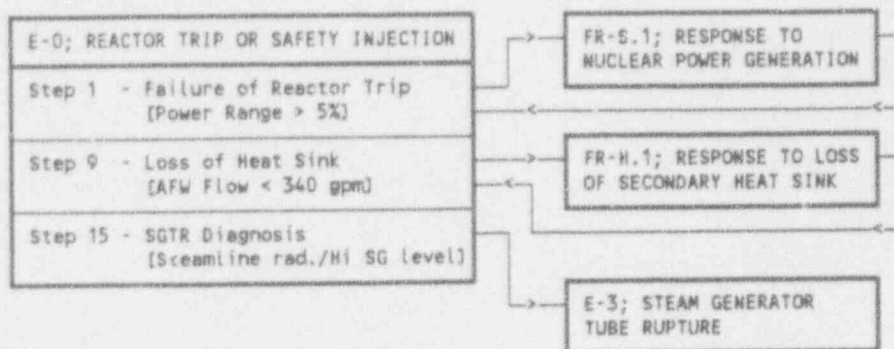 E-0; REACTOR TRIP OR SAFETY INJECTION
Step 1 - Failure of Reactor Trip
[Power Range > 5%]
Step 9 - Loss of Heat Sink
[AFW Flow < 340 gpm]
Step 15 - SGTR Diagnosis
[Steamline rad./Hi SG level]
FR-S.1; RESPONSE TO
NUCLEAR POWER GENERATION
FR-H.1; RESPONSE TO LOSS
OF SECONDARY HEAT SINK
E-3; STEAM GENERATOR
TUBE RUPTURE